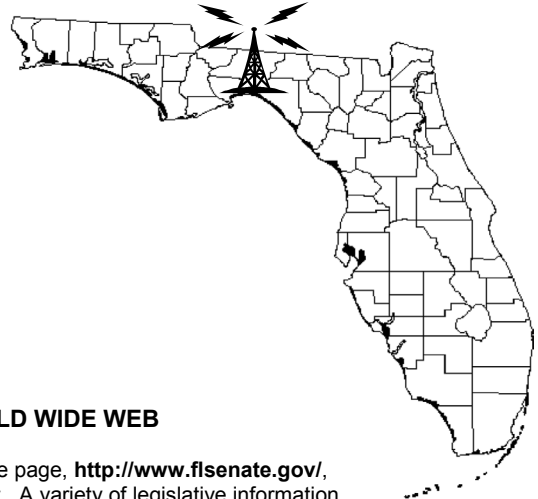 LD WIDE WEB
e page, http://www.flsenate.gov/,
. A variety of legislative information